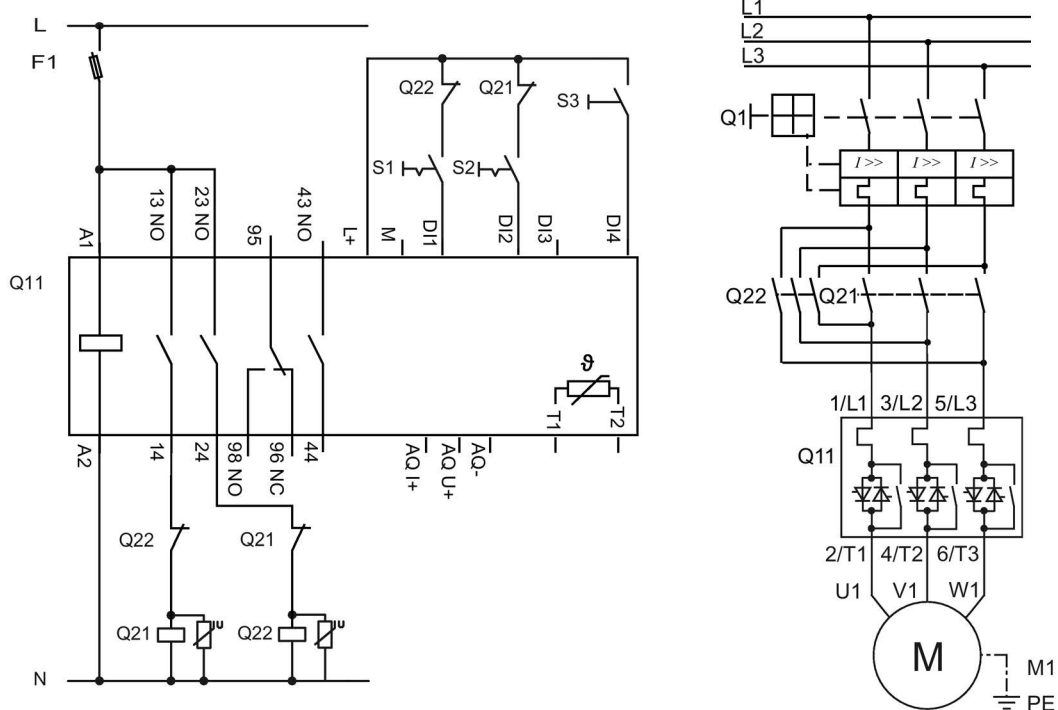 L
F1
A1
13 NO
23 NO
95
43 NO
L+
M
DI1
DI2
DI3
DI4
Q22
Q21
S3
S1
S2
Q11
ϑ
T1
T2
A2
14
24
98 NO
96 NC
44
AQ I+
AQ U+
AQ-
Q22
Q21
Q21
U
Q22
U
N
L1
L2
L3
Q1
I >>
I >>
I >>
Q22
Q21
1/L1
3/L2
5/L3
Q11
2/T1
4/T2
6/T3
U1
V1
W1
M
M1
PE